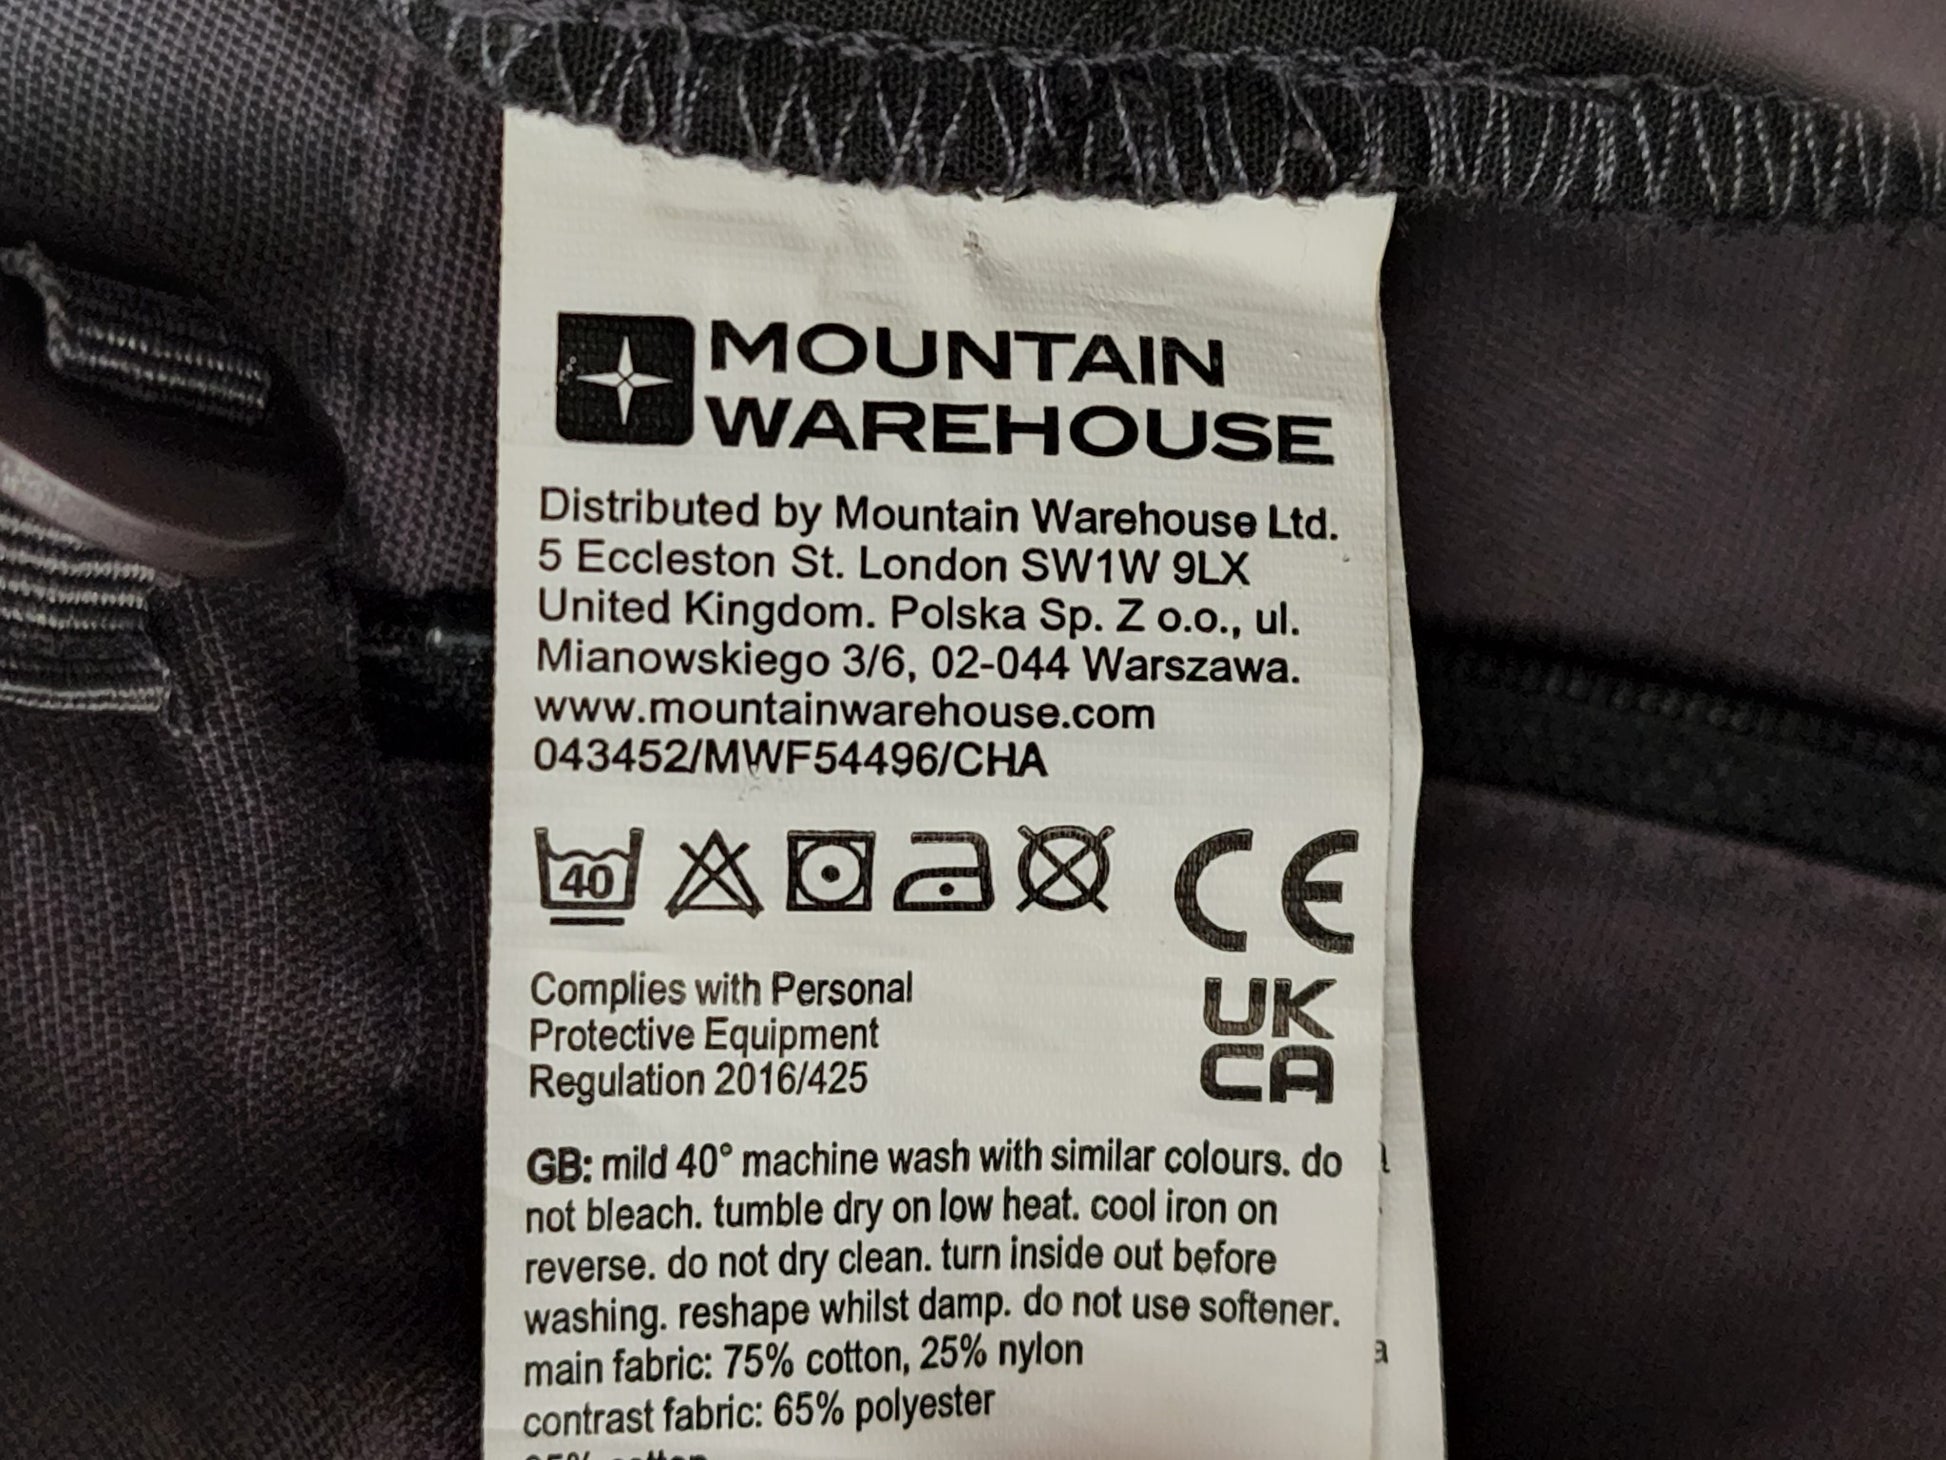 MOUNTAIN
WAREHOUSE
Distributed by Mountain Warehouse Ltd.
5 Eccleston St. London SW1W 9LX
United Kingdom. Polska Sp. Z o.o., ul.
Mianowskiego 3/6, 02-044 Warszawa.
www.mountainwarehouse.com
043452/MWF54496/CHA
40
CE
Complies with Personal
Protective Equipment
Regulation 2016/425
UK
CA
GB: mild 40° machine wash with similar colours. do
not bleach. tumble dry on low heat. cool iron on
reverse. do not dry clean. turn inside out before
washing. reshape whilst damp. do not use softener.
main fabric: 75% cotton, 25% nylon
contrast fabric: 65% polyester